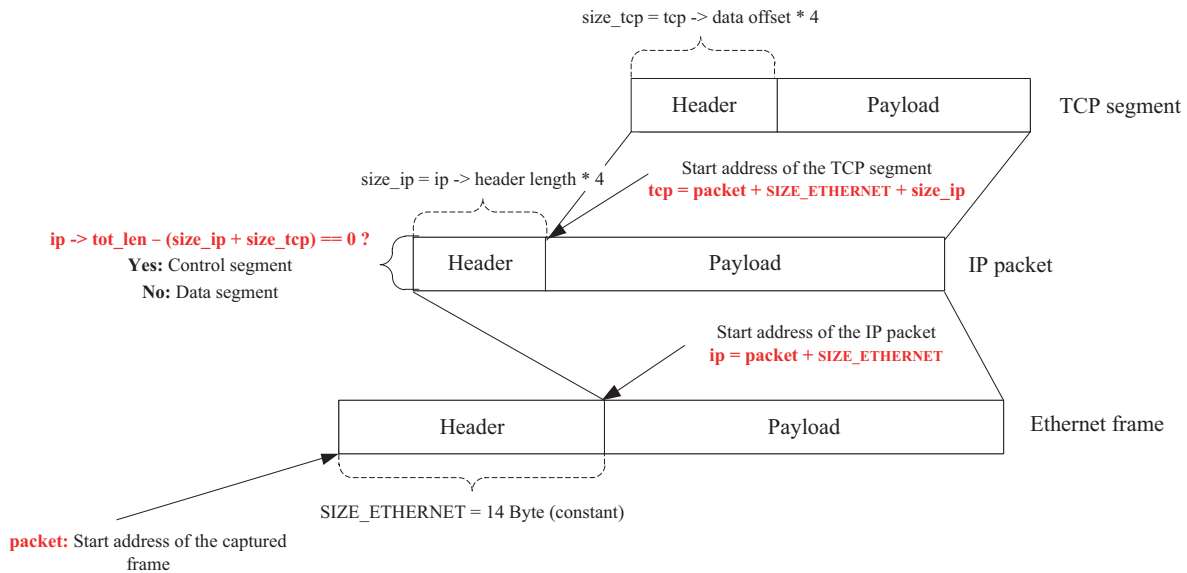 size_tcp = tcp -> data offset * 4
Header
Payload
TCP segment
size_ip = ip -> header length * 4
Start address of the TCP segment
tcp = packet + SIZE_ETHERNET + size_ip
ip -> tot_len – (size_ip + size_tcp) == 0 ?
Yes: Control segment
No: Data segment
Header
Payload
IP packet
Start address of the IP packet
ip = packet + SIZE_ETHERNET
Header
Payload
Ethernet frame
SIZE_ETHERNET = 14 Byte (constant)
packet: Start address of the captured
frame